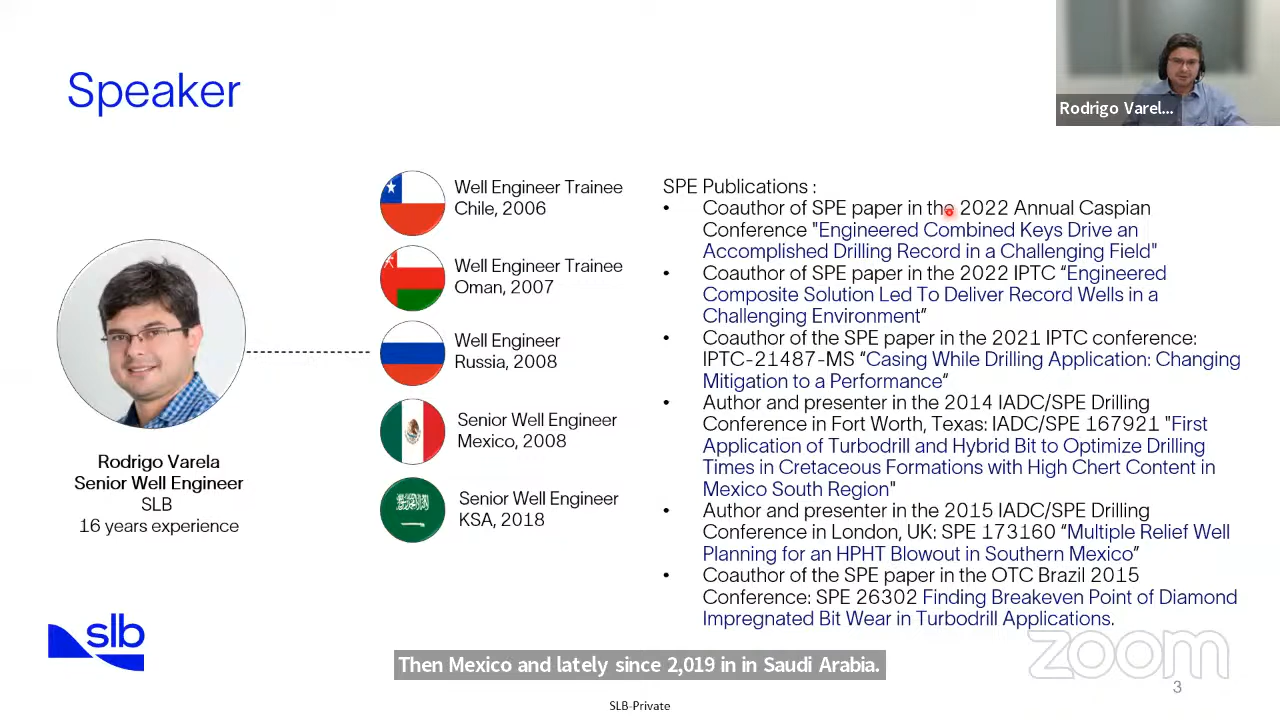 Speaker
Rodrigo Varel...
Rodrigo Varela
Senior Well Engineer
SLB
16 years experience
Well Engineer Trainee
Chile, 2006
Well Engineer Trainee
Oman, 2007
Well Engineer
Russia, 2008
Senior Well Engineer
Mexico, 2008
Senior Well Engineer
KSA, 2018
SPE Publications :
• Coauthor of SPE paper in the 2022 Annual Caspian
Conference "Engineered Combined Keys Drive an
Accomplished Drilling Record in a Challenging Field"
• Coauthor of SPE paper in the 2022 IPTC “Engineered
Composite Solution Led To Deliver Record Wells in a
Challenging Environment”
• Coauthor of the SPE paper in the 2021 IPTC conference:
IPTC-21487-MS “Casing While Drilling Application: Changing
Mitigation to a Performance“
• Author and presenter in the 2014 IADC/SPE Drilling
Conference in Fort Worth, Texas: IADC/SPE 167921 "First
Application of Turbodrill and Hybrid Bit to Optimize Drilling
Times in Cretaceous Formations with High Chert Content in
Mexico South Region"
• Author and presenter in the 2015 IADC/SPE Drilling
Conference in London, UK: SPE 173160 “Multiple Relief Well
Planning for an HPHT Blowout in Southern Mexico”
• Coauthor of the SPE paper in the OTC Brazil 2015
Conference: SPE 26302 Finding Breakeven Point of Diamond
Impregnated Bit Wear in Turbodrill Applications.
slb
zoom
Then Mexico and lately since 2,019 in in Saudi Arabia.
3
SLB-Private